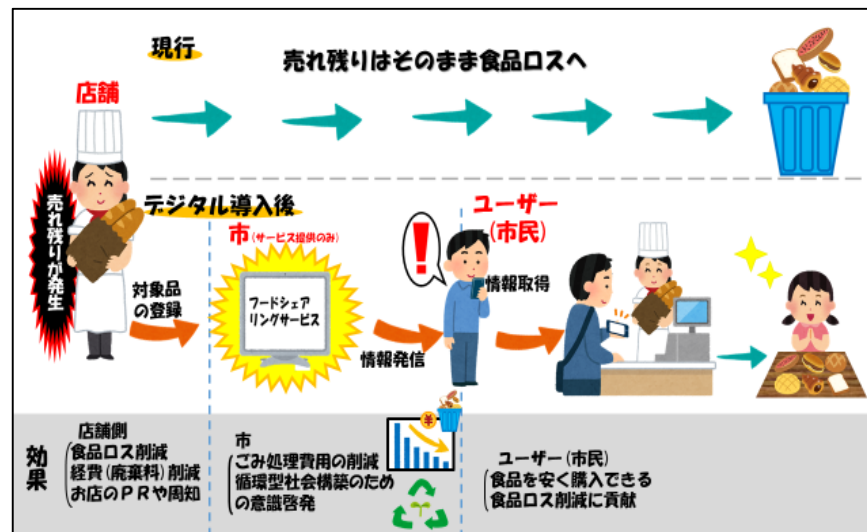 現行
売れ残りはそのまま食品ロスへ
店舗
売れ残りが発生
デジタル導入後
市(サービス提供のみ)
ユーザー
(市民)
!
対象品
の登録
フードシェア
リングサービス
情報発信
情報取得
効果
店舗側
食品ロス削減
経費(廃棄料)削減
お店のPRや周知
市
ごみ処理費用の削減
循環型社会構築のため
の意識啓発
¥
ユーザー(市民)
食品を安く購入できる
食品ロス削減に貢献